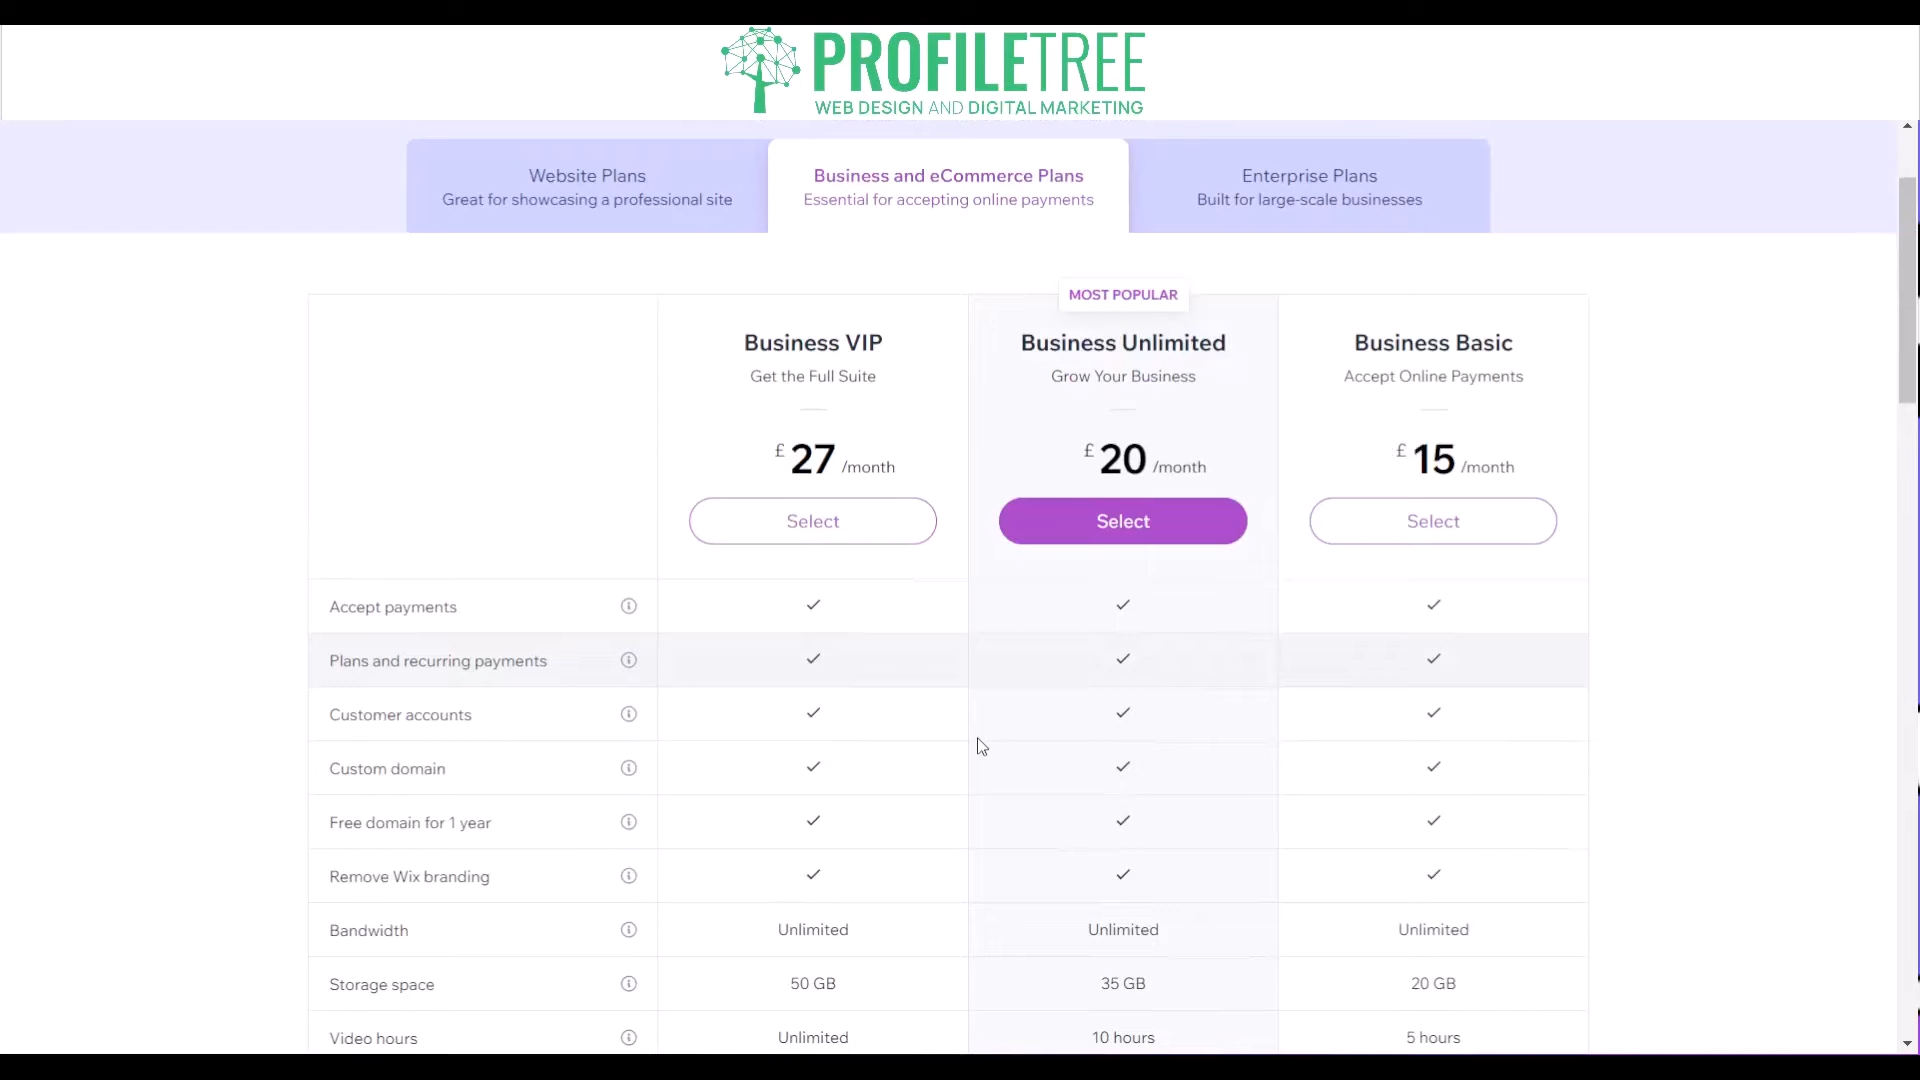 PROFILETREE
WEB DESIGN AND DIGITAL MARKETING
Website Plans
Great for showcasing a professional site
Business and eCommerce Plans
Essential for accepting online payments
Enterprise Plans
Built for large-scale businesses
MOST POPULAR
Business VIP Business Unlimited Business Basic
Get the Full Suite Grow Your Business Accept Online Payments
£ 27 /month £ 20 /month £ 15 /month
Select Select Select
Accept payments
Plans and recurring payments
Customer accounts
Custom domain
Free domain for 1 year
Remove Wix branding
Bandwidth Unlimited Unlimited Unlimited
Storage space 50 GB 35 GB 20 GB
Video hours Unlimited 10 hours 5 hours